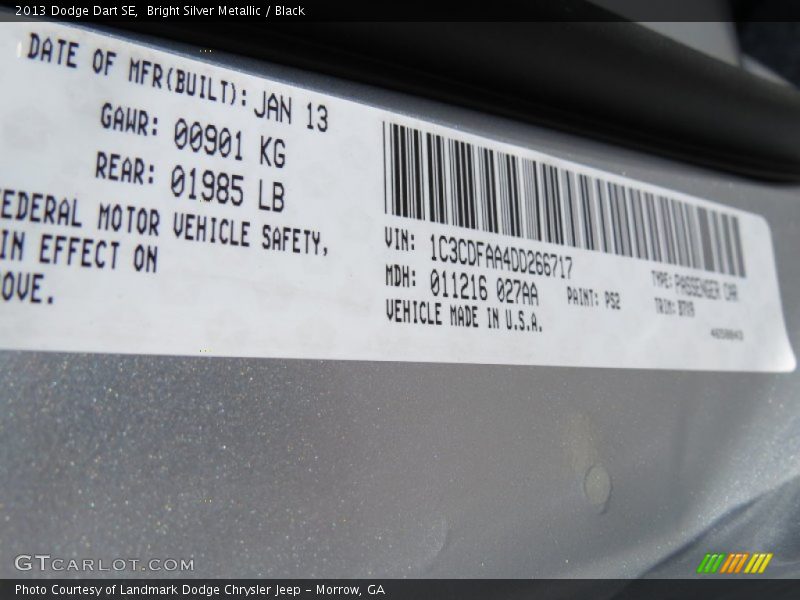 2013 Dodge Dart SE,  Bright Silver Metallic / Black
DATE OF MFR(BUILT): JAN 13
GAWR: 00901 KG
REAR: 01985 LB
EDERAL MOTOR VEHICLE SAFETY,
IN EFFECT ON
OVE.
VIN: 1C3CDFAA4DD266717
TYPE: PASSENGER CAR
MDH: 011216 027AA
PAINT: PS2
TRIM:
VEHICLE MADE IN U.S.A.
GTCARLOT.COM
Photo Courtesy of Landmark Dodge Chrysler Jeep - Morrow, GA